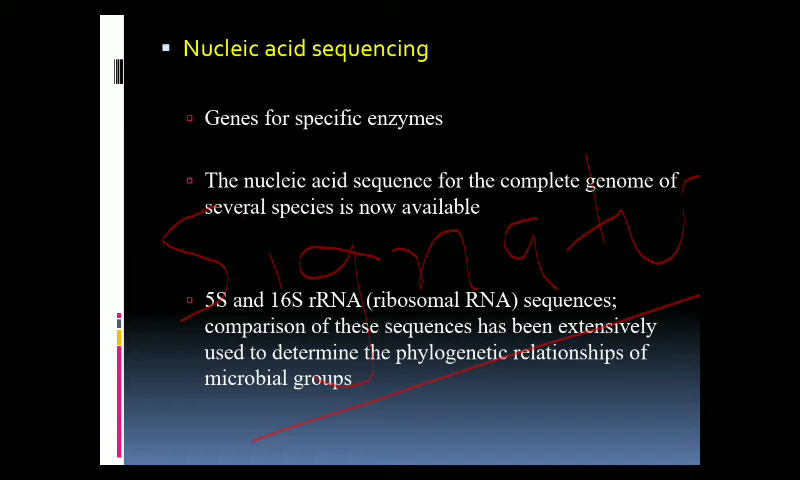 Nucleic acid sequencing
Genes for specific enzymes
The nucleic acid sequence for the complete genome of
several species is now available
5S and 16S rRNA (ribosomal RNA) sequences;
comparison of these sequences has been extensively
used to determine the phylogenetic relationships of
microbial groups